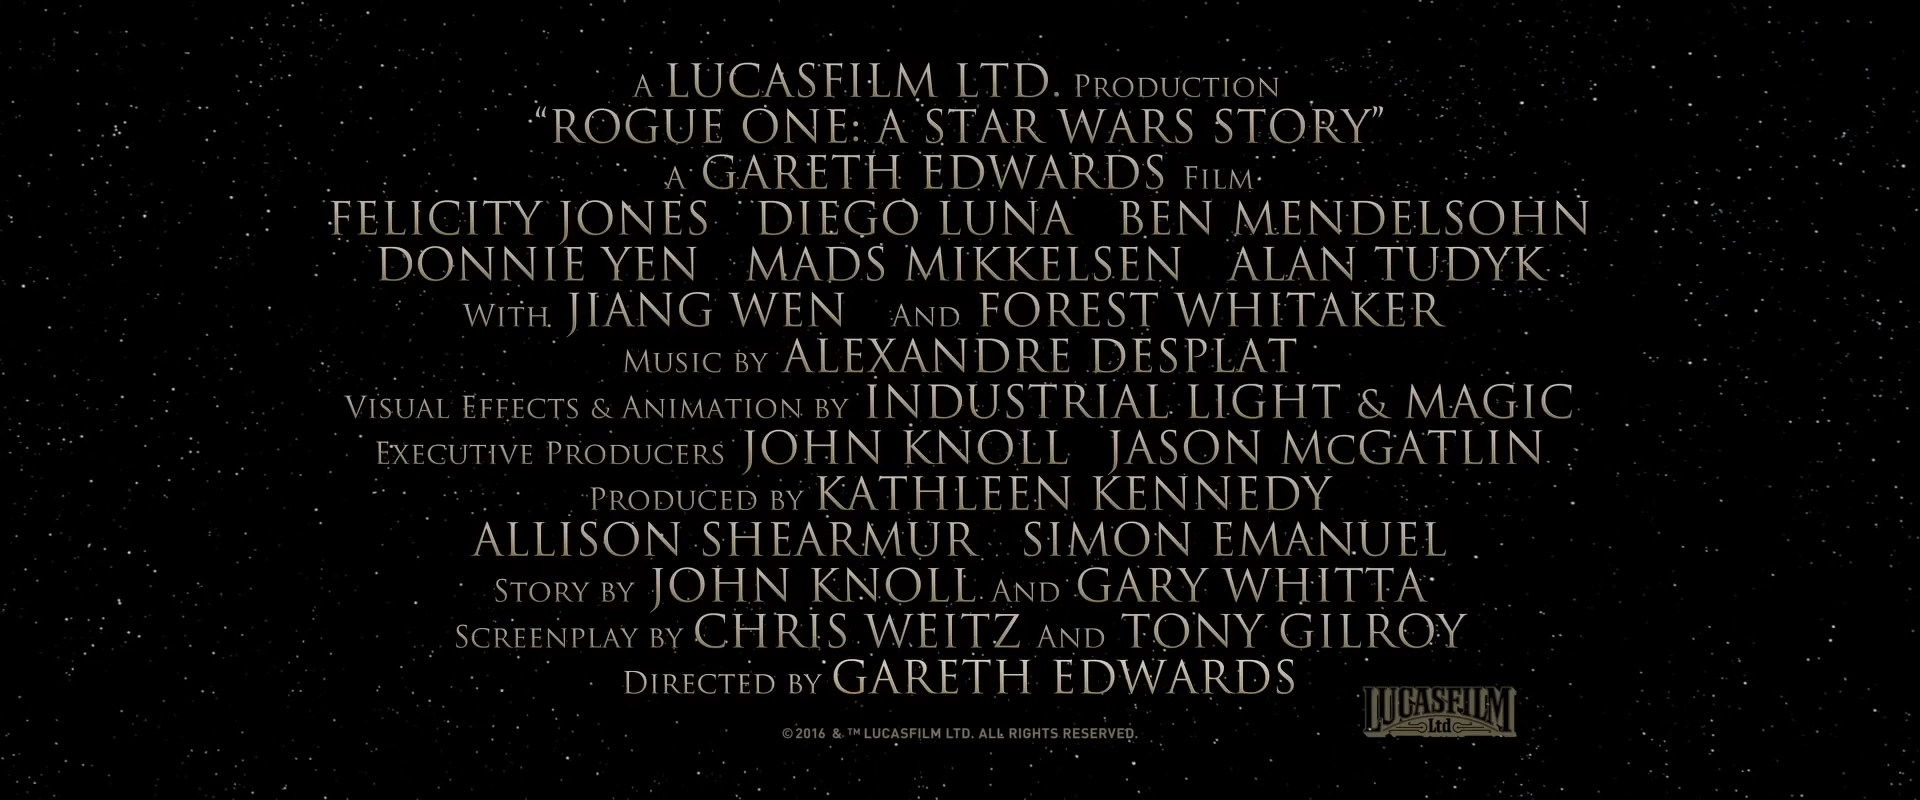 A LUCASFILM LTD. PRODUCTION
“ROGUE ONE: A STAR WARS STORY”
A GARETH EDWARDS FILM
FELICITY JONES DIEGO LUNA BEN MENDELSOHN
DONNIE YEN MADS MIKKELSEN ALAN TUDYK
WITH JIANG WEN AND FOREST WHITAKER
MUSIC BY ALEXANDRE DESPLAT
VISUAL EFFECTS & ANIMATION BY INDUSTRIAL LIGHT & MAGIC
EXECUTIVE PRODUCERS JOHN KNOLL JASON McGATLIN
PRODUCED BY KATHLEEN KENNEDY
ALLISON SHEARMUR SIMON EMANUEL
STORY BY JOHN KNOLL AND GARY WHITTA
SCREENPLAY BY CHRIS WEITZ AND TONY GILROY
DIRECTED BY GARETH EDWARDS
LUCASFILM
Ltd
©2016 & ™ LUCASFILM LTD. ALL RIGHTS RESERVED.